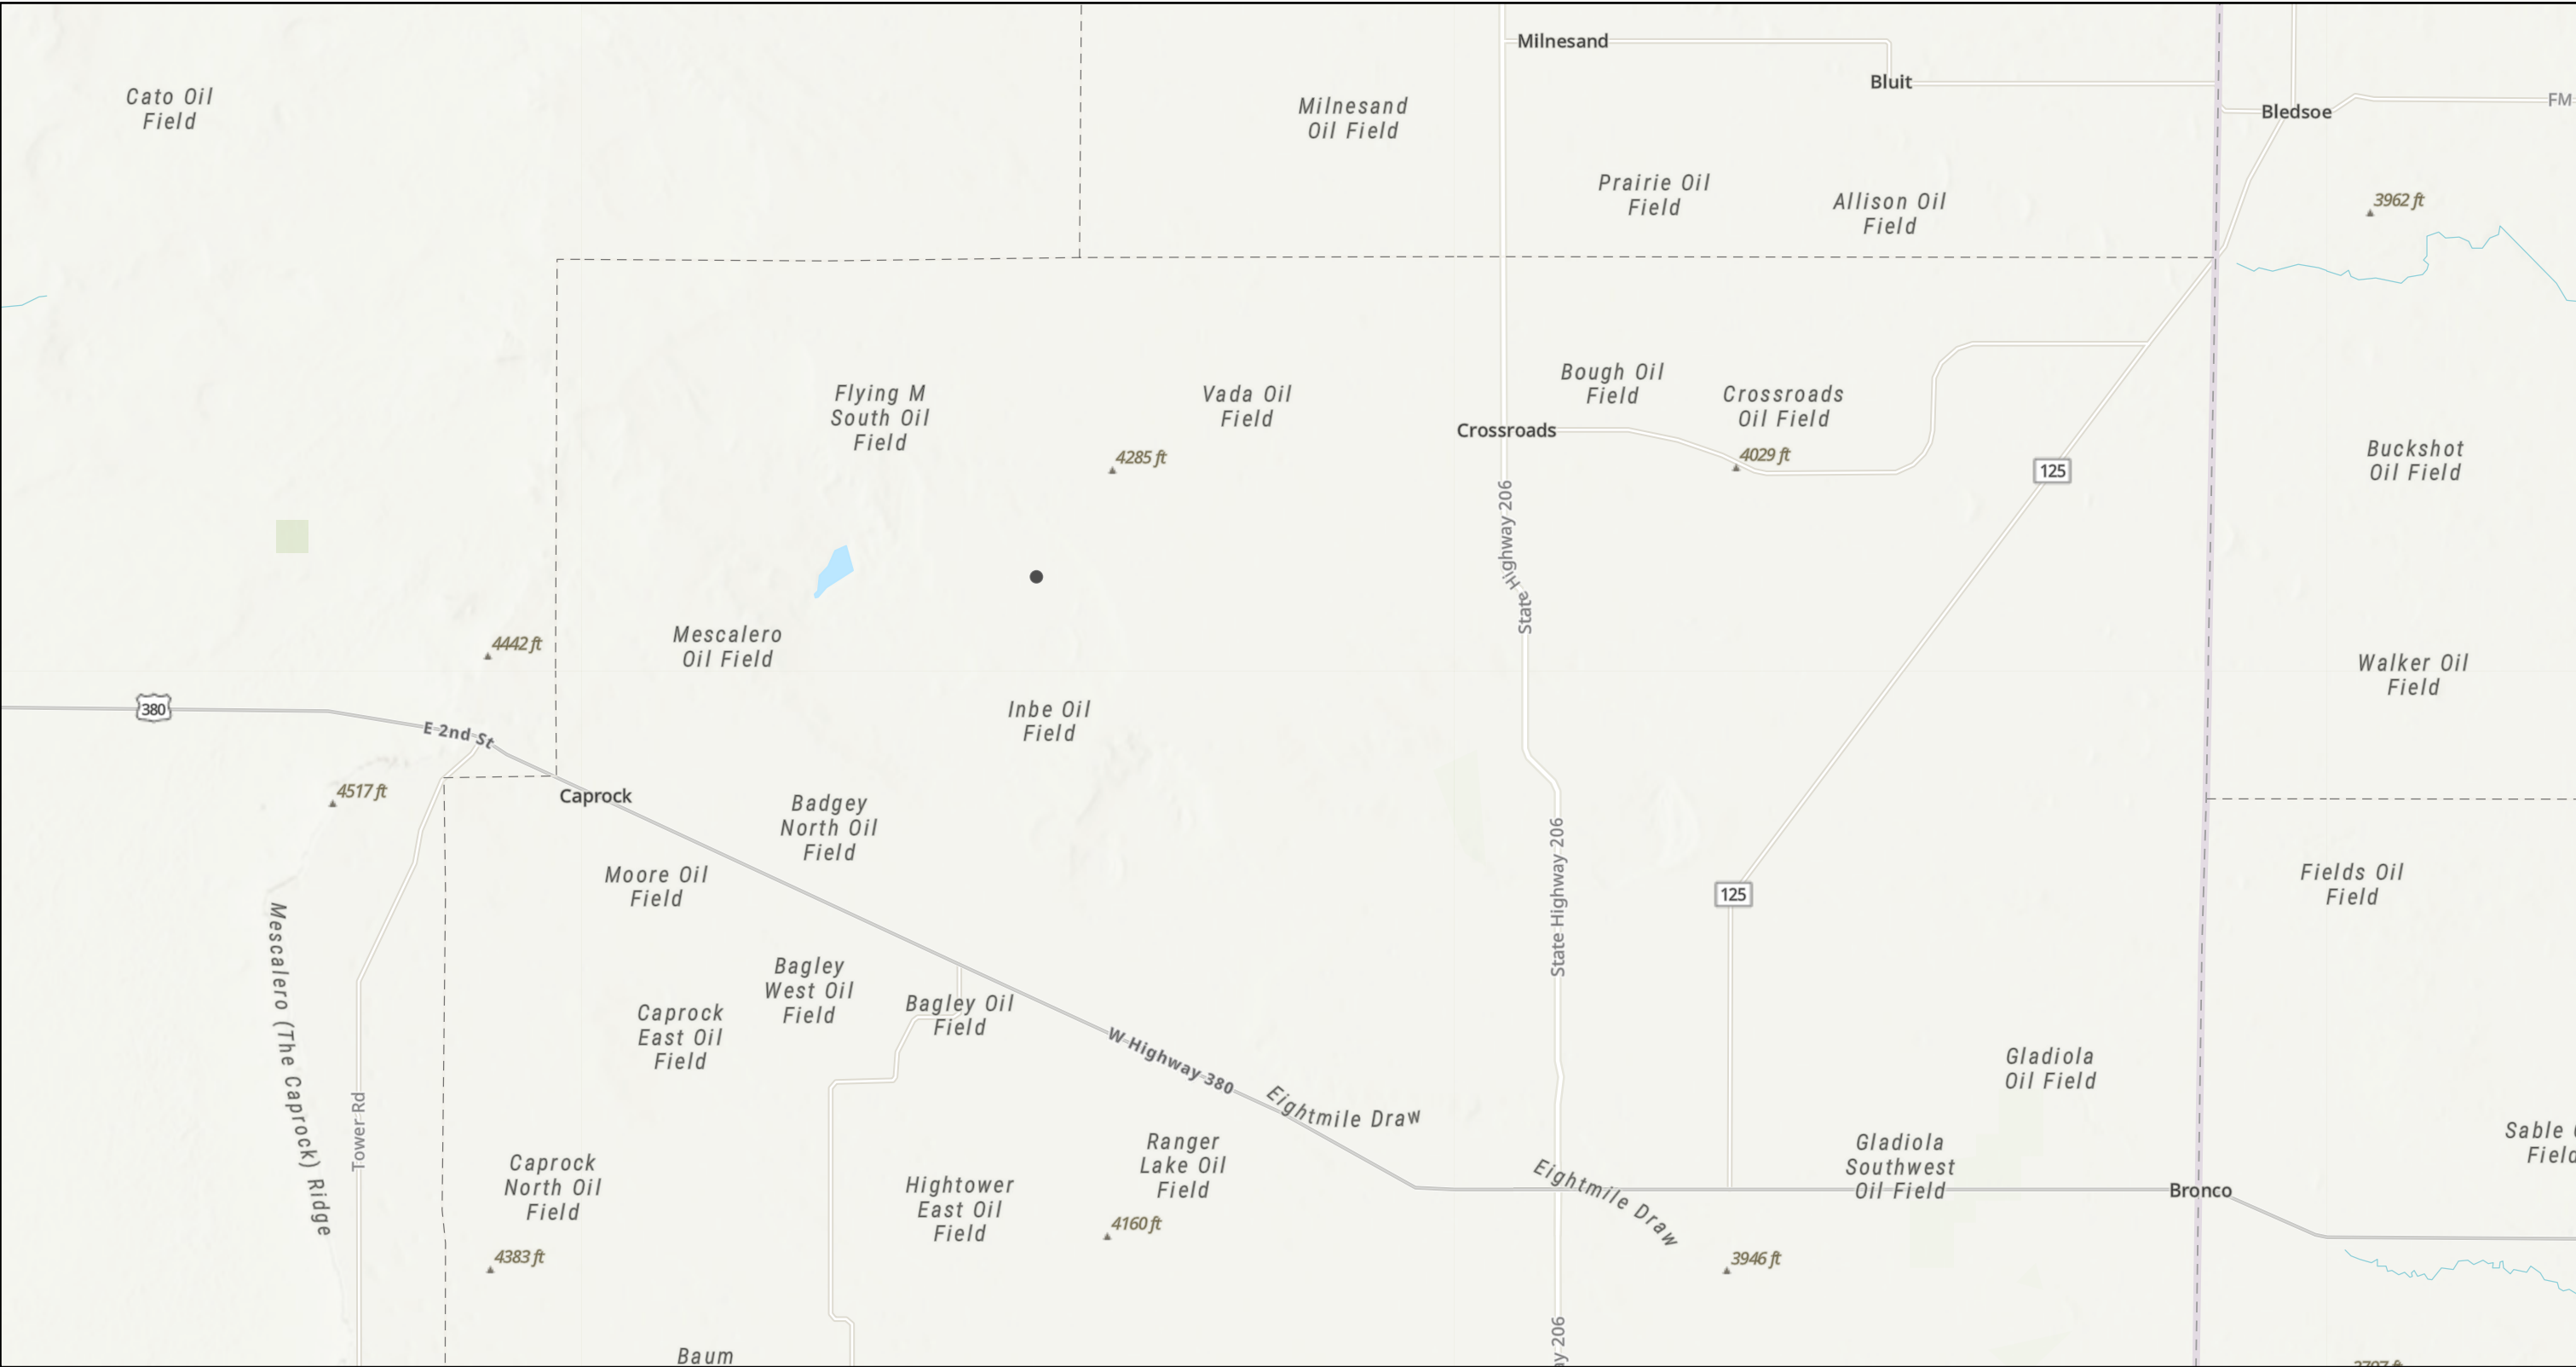 Milnesand
Bluit
Cato Oil
Field
Milnesand
Oil Field
Bledsoe
FM
Prairie Oil
Field
Allison Oil
Field
3962 ft
Flying M
South Oil
Field
Vada Oil
Field
Bough Oil
Field
Crossroads
Oil Field
Crossroads
4285 ft
4029 ft
125
Buckshot
Oil Field
State Highway 206
4442 ft
Mescalero
Oil Field
Walker Oil
Field
380
E 2nd St
Inbe Oil
Field
4517 ft
Caprock
Badgey
North Oil
Field
State Highway 206
Moore Oil
Field
125
Fields Oil
Field
Mescalero (The Caprock) Ridge
Bagley
West Oil
Field
Bagley Oil
Field
Caprock
East Oil
Field
W Highway 380
Gladiola
Oil Field
Tower Rd
Eightmile Draw
Ranger
Lake Oil
Field
Gladiola
Southwest
Oil Field
Sable
Field
Caprock
North Oil
Field
Hightower
East Oil
Field
Eightmile Draw
Bronco
4160 ft
4383 ft
3946 ft
206
Baum